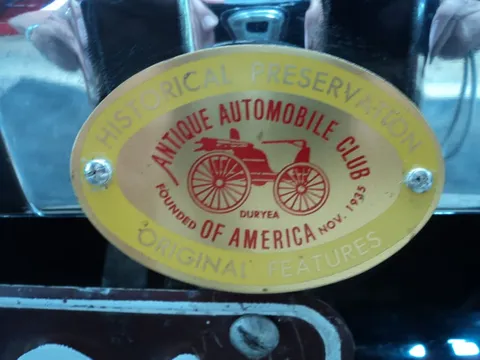 HISTORICAL PRESERVATION
ANTIQUE AUTOMOBILE CLUB
DURYEA
FOUNDED OF AMERICA NOV. 1935
ORIGINAL FEATURES